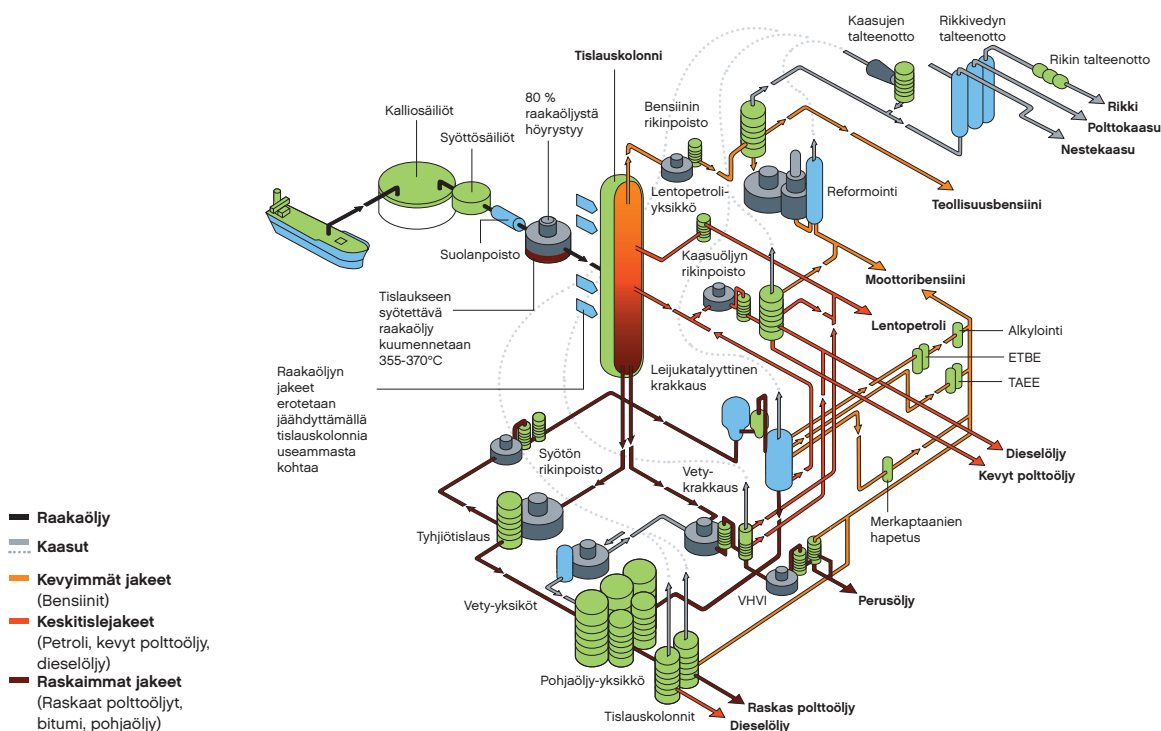 Kaasujen
talteenotto
Rikkivedyn
talteenotto
Rikin talteenotto
Tislauskolonni
80 %
raakaöljystä
höyrystyy
Bensiinin
rikinpoisto
Kalliosäiliöt
Syöttösäiliöt
Rikki
Polttokaasu
Nestekaasu
Lentopetroli-
yksikkö
Reformointi
Teollisuusbensiini
Suolanpoisto
Kaasuöljyn
rikinpoisto
Moottoribensiini
Tislaukseen
syötettävä
raakaöljy
kuumennetaan
355-370°C
Lentopetroli
Alkylointi
ETBE
TAEE
Raakaöljyn
jakeet
erotetaan
jäähdyttämällä
tislauskolonnia
useammasta
kohtaa
Leijukatalyyttinen
krakkaus
Syötön
rikinpoisto
Vety-
krakkaus
Dieselöljy
Kevyt polttoöljy
Merkaptaanien
hapetus
Tyhjiötislaus
Vety-yksiköt
VHVI
Perusöljy
Pohjaöljy-yksikkö
Tislauskolonnit
Raskas polttoöljy
Dieselöljy
Raakaöljy
Kaasut
Kevyimmät jakeet
(Bensiinit)
Keskitislejakeet
(Petroli, kevyt polttoöljy,
dieselöljy)
Raskaimmat jakeet
(Raskaat polttoöljyt,
bitumi, pohjaöljy)